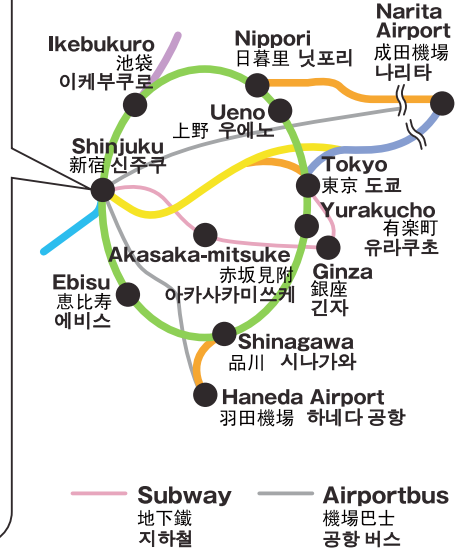 Narita
Airport
成田機場
나리타
Ikebukuro
池袋
이케부쿠로
Nippori
日暮里 닛포리
Ueno
上野 우에노
Shinjuku
新宿 신주쿠
Tokyo
東京 도쿄
Yurakucho
有楽町
유라쿠초
Akasaka-mitsuke
赤坂見附
아카사카미쓰케
Ginza
銀座
긴자
Ebisu
恵比寿
에비스
Shinagawa
品川 시나가와
Haneda Airport
羽田機場 하네다 공항
Subway
地下鐵
지하철
Airportbus
機場巴士
공항 버스